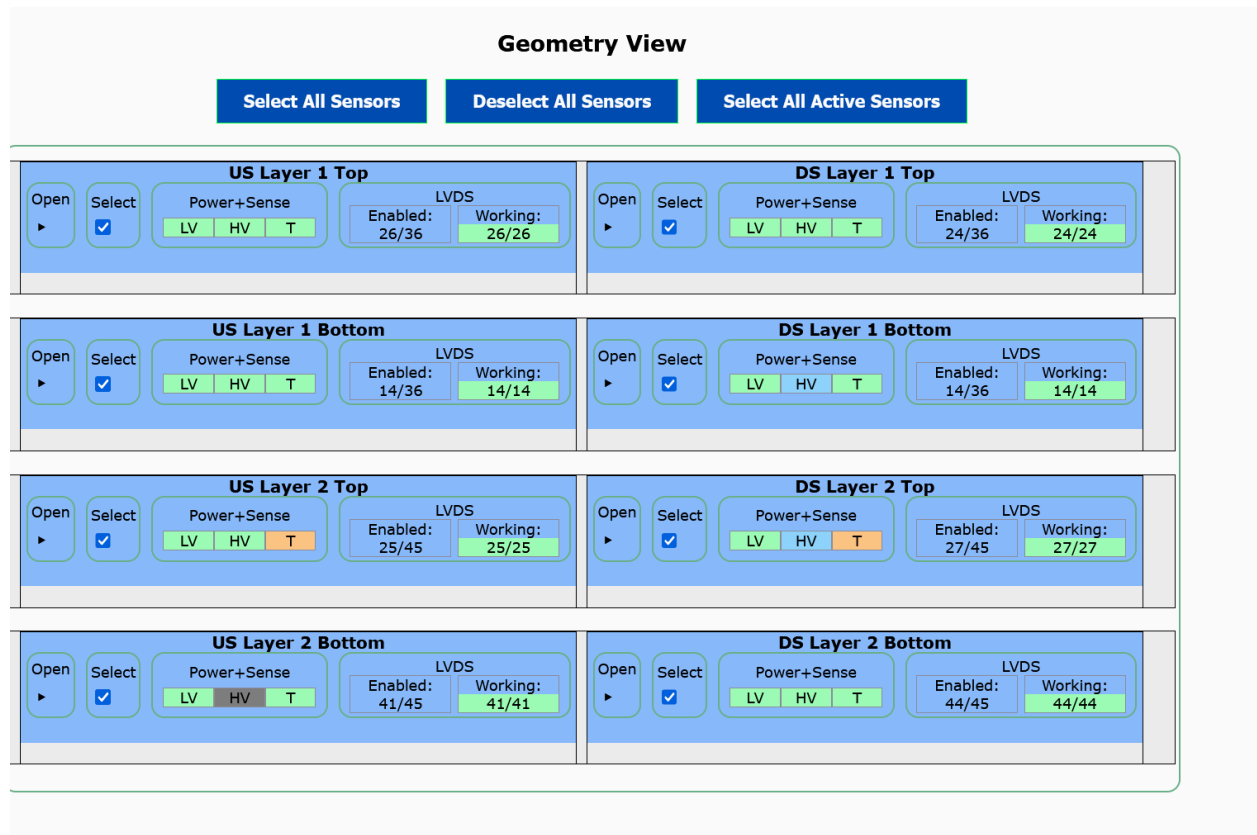 Geometry View
Select All Sensors Deselect All Sensors Select All Active Sensors
US Layer 1 Top
Open Select Power+Sense LVDS
Enabled: Working:
LV HV T 26/36 26/26
DS Layer 1 Top
Open Select Power+Sense LVDS
Enabled: Working:
LV HV T 24/36 24/24
US Layer 1 Bottom
Open Select Power+Sense LVDS
Enabled: Working:
LV HV T 14/36 14/14
DS Layer 1 Bottom
Open Select Power+Sense LVDS
Enabled: Working:
LV HV T 14/36 14/14
US Layer 2 Top
Open Select Power+Sense LVDS
Enabled: Working:
LV HV T 25/45 25/25
DS Layer 2 Top
Open Select Power+Sense LVDS
Enabled: Working:
LV HV T 27/45 27/27
US Layer 2 Bottom
Open Select Power+Sense LVDS
Enabled: Working:
LV HV T 41/45 41/41
DS Layer 2 Bottom
Open Select Power+Sense LVDS
Enabled: Working:
LV HV T 44/45 44/44